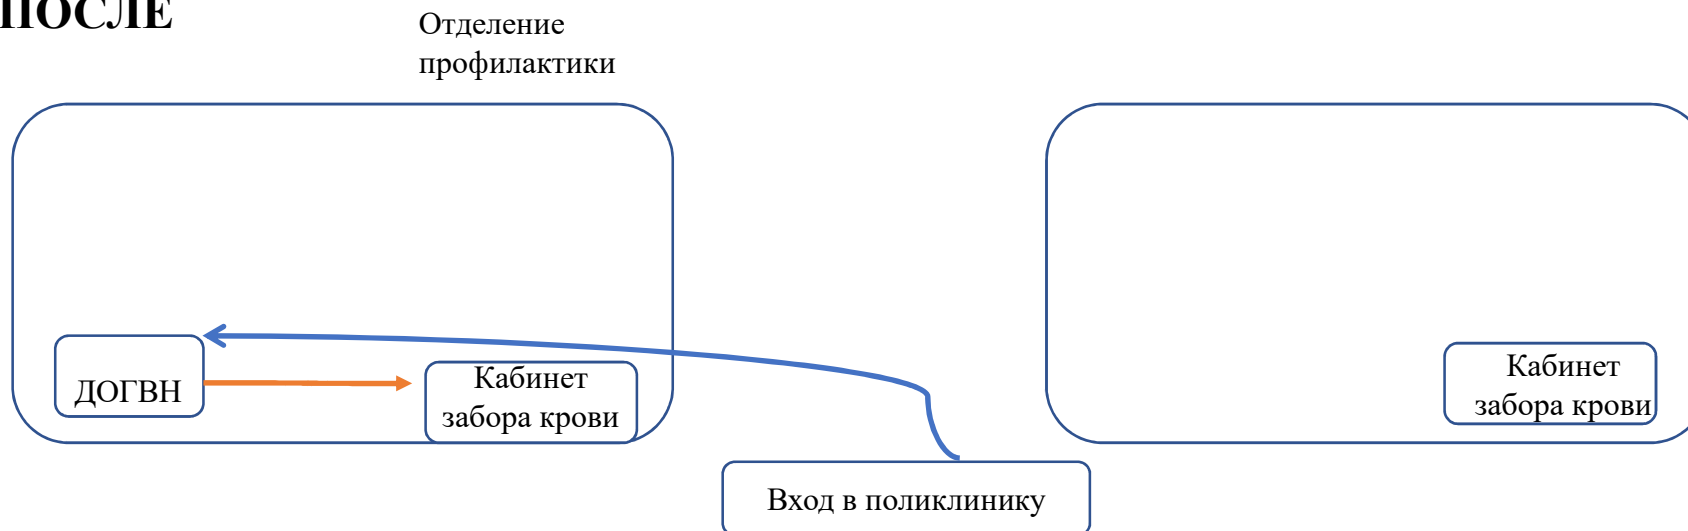 ПОСЛЕ
Отделение
профилактики
ДОГВН
Кабинет
забора крови
Кабинет
забора крови
Вход в поликлинику